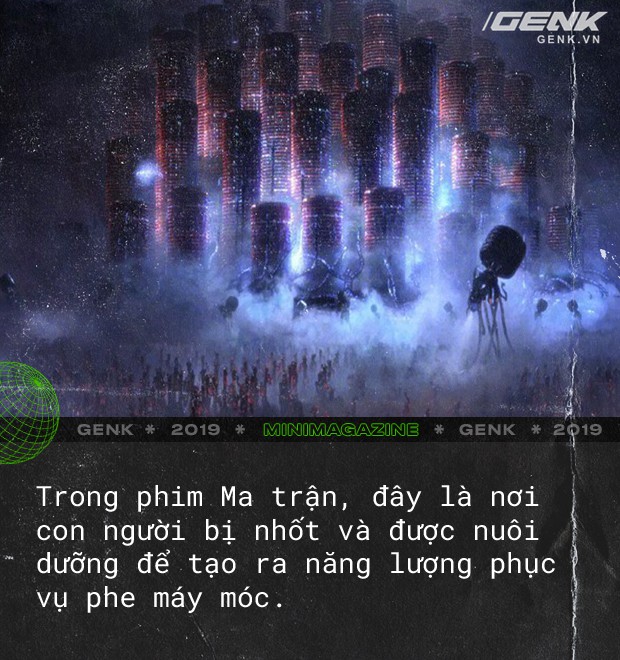 /GENK
GENK.VN
GENK * 2019 * MINIMAGAZINE * GENK * 2019
Trong phim Ma trận, đây là nơi
con người bị nhốt và được nuôi
dưỡng để tạo ra năng lượng phục
vụ phe máy móc.